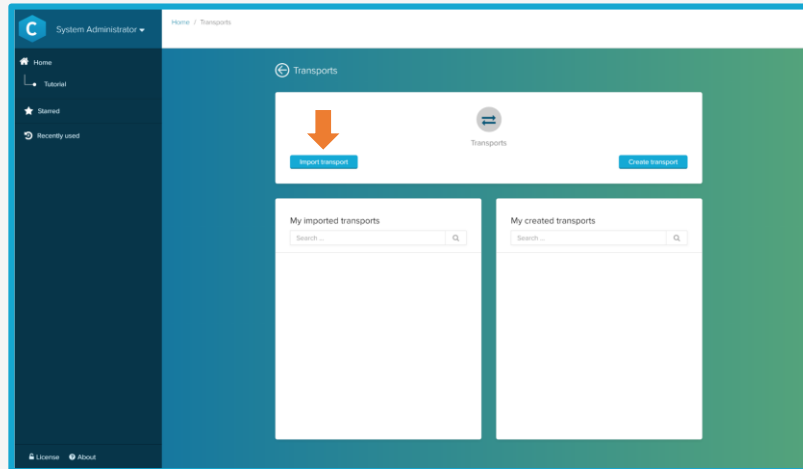 C
System Administrator
Home / Transports
Home
Tutorial
Starred
Recently used
Transports
Transports
Import transport
Create transport
My imported transports
Search ...
My created transports
Search ...
License
About